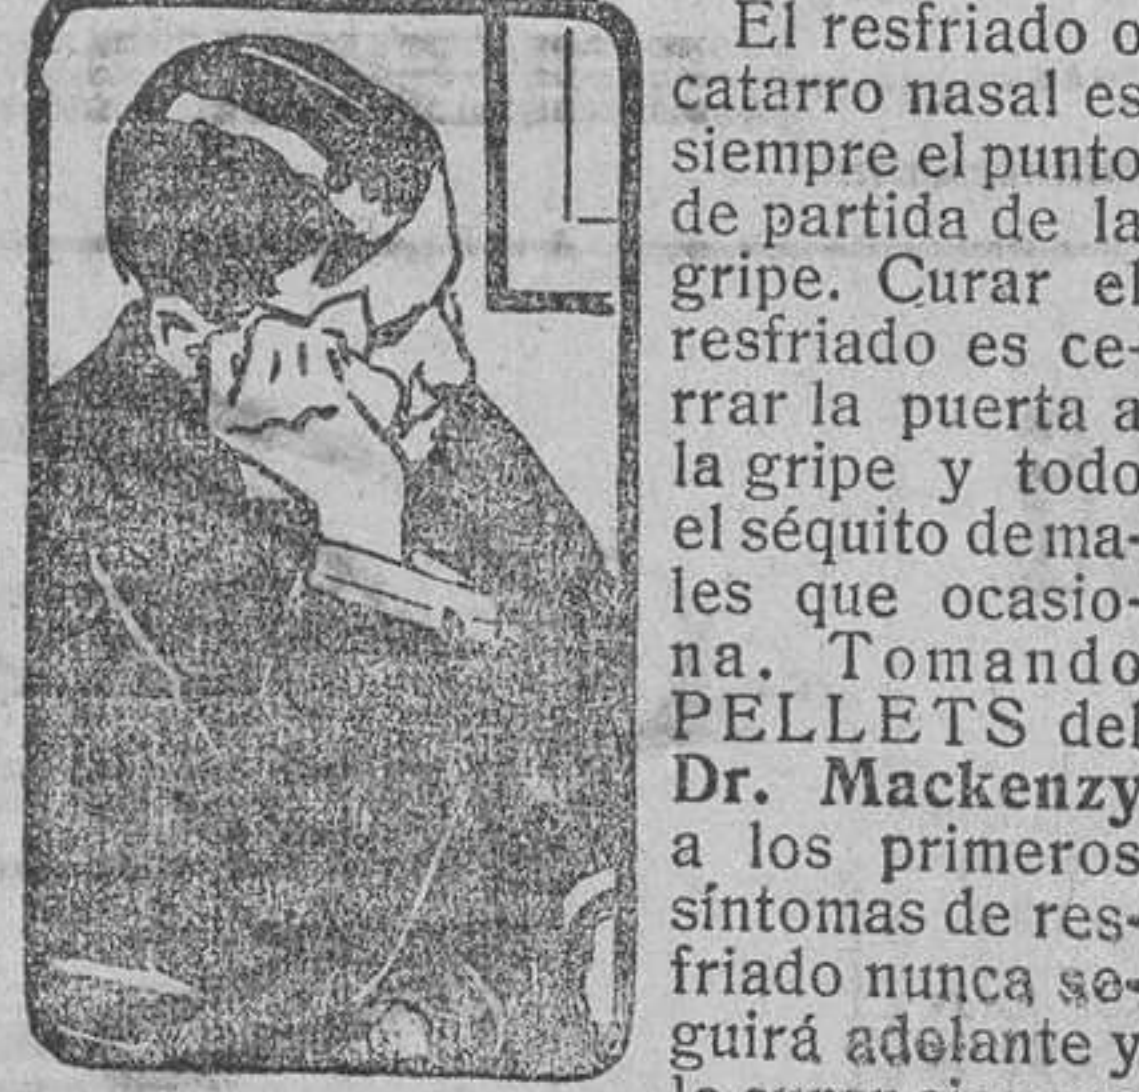 El resfriado o
catarro nasal es
siempre el punto
de partida de la
gripe. Curar el
resfriado es ce-
rrar la puerta a
la gripe y todo
el séquito de ma-
les que ocasio-
na. Tomando
PELLETS del
Dr. Mackenzy
a los primeros
síntomas de res-
friado nunca se-
guirá adelante y